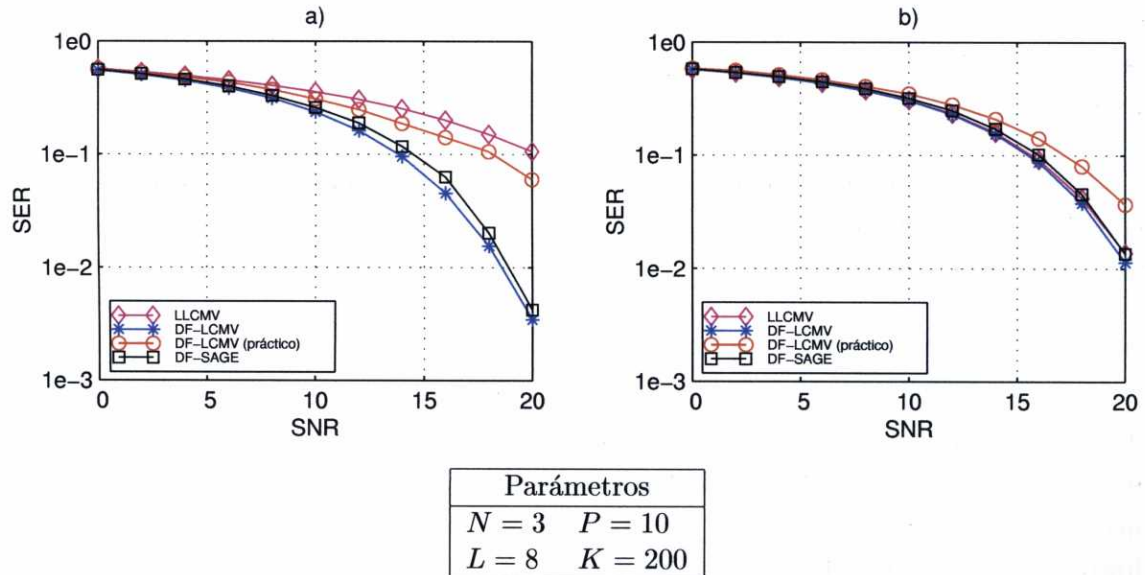 a)
1e0
1e-1
1e-2
1e-3
SER
0 5 10 15 20
SNR
LLCMV
DF-LCMV
DF-LCMV (práctico)
DF-SAGE
b)
1e0
1e-1
1e-2
1e-3
SER
0 5 10 15 20
SNR
LLCMV
DF-LCMV
DF-LCMV (práctico)
DF-SAGE
Parámetros
N = 3 P = 10
L = 8 K = 200